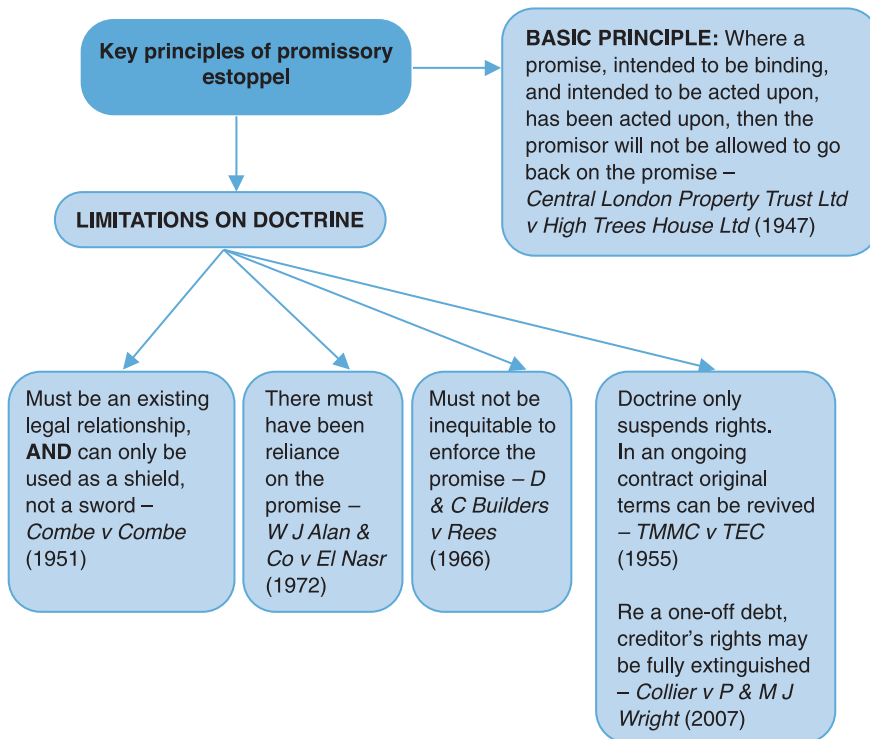 Key principles of promissory
estoppel
BASIC PRINCIPLE: Where a
promise, intended to be binding,
and intended to be acted upon,
has been acted upon, then the
promisor will not be allowed to go
back on the promise –
Central London Property Trust Ltd
v High Trees House Ltd (1947)
LIMITATIONS ON DOCTRINE
Must be an existing
legal relationship,
AND can only be
used as a shield,
not a sword –
Combe v Combe
(1951)
There must
have been
reliance
on the
promise –
W J Alan &
Co v El Nasr
(1972)
Must not be
inequitable to
enforce the
promise – D
& C Builders
v Rees
(1966)
Doctrine only
suspends rights.
In an ongoing
contract original
terms can be revived
– TMMC v TEC
(1955)
Re a one-off debt,
creditor's rights may
be fully extinguished
– Collier v P & M J
Wright (2007)